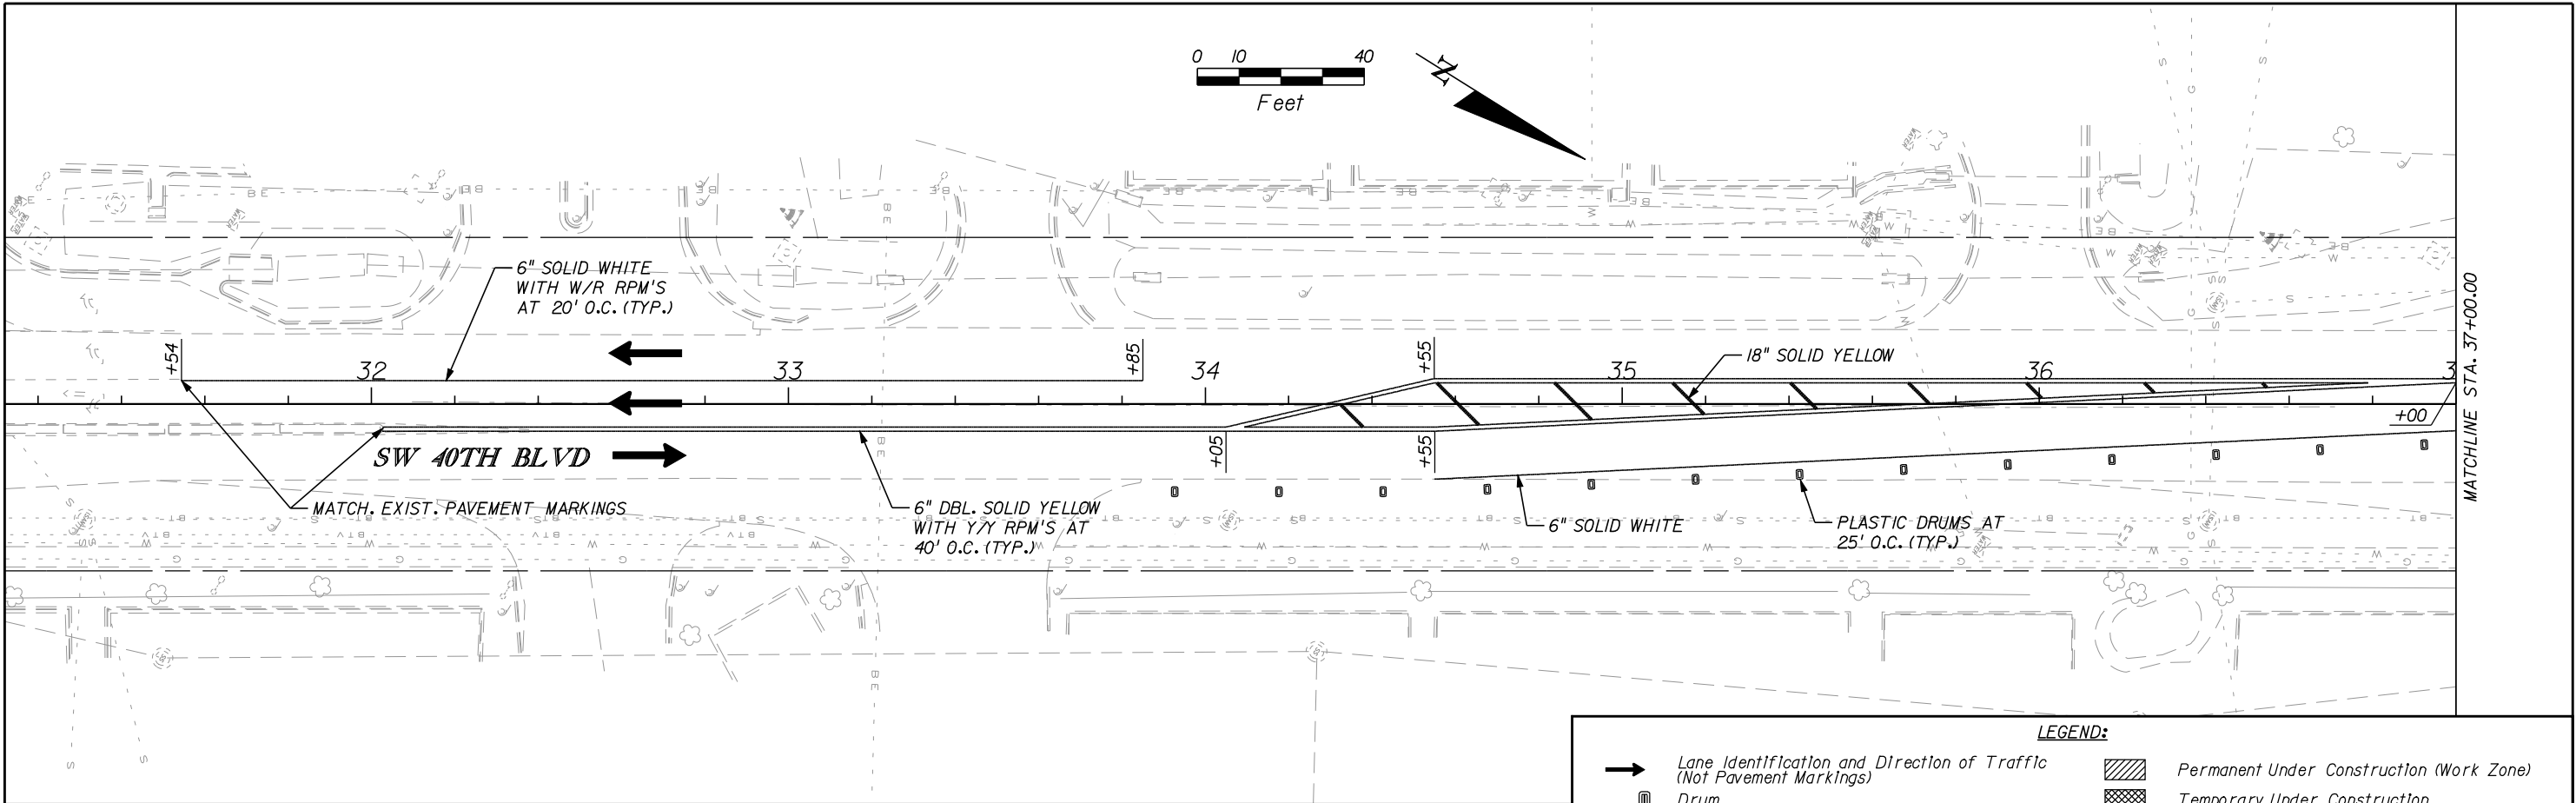 0 10 40
Feet
N
6" SOLID WHITE
WITH W/R RPM'S
AT 20' O.C. (TYP.)
+54
+85
+55
18" SOLID YELLOW
32
33
34
35
36
3
+00
MATCHLINE STA. 37+00.00
SW 40TH BLVD
+05
+55
MATCH. EXIST. PAVEMENT MARKINGS
6" DBL. SOLID YELLOW
WITH Y/Y RPM'S AT
40' O.C. (TYP.)
6" SOLID WHITE
PLASTIC DRUMS AT
25' O.C. (TYP.)
LEGEND:
Lane Identification and Direction of Traffic
(Not Pavement Markings)
Permanent Under Construction (Work Zone)
Drum
Temporary Under Construction